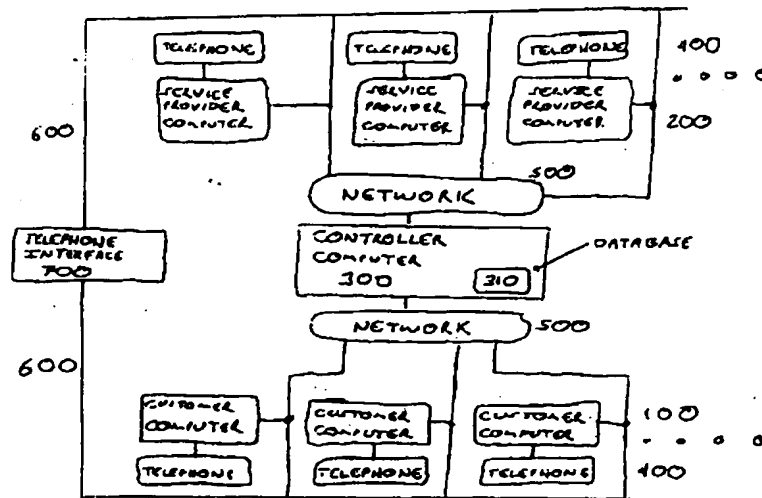 TELEPHONE TELEPHONE TELEPHONE 400
SERVICE PROVIDER COMPUTER
SERVICE PROVIDER COMPUTER
SERVICE PROVIDER COMPUTER.
200
600
500
NETWORK
TELEPHONE
INTERFACE
700
CONTROLLER
COMPUTER
300 310
DATABASE
NETWORK 500
600
CUSTOMER
COMPUTER
CUSTOMER
COMPUTER
CUSTOMER
COMPUTER
100
TELEPHONE TELEPHONE TELEPHONE 400